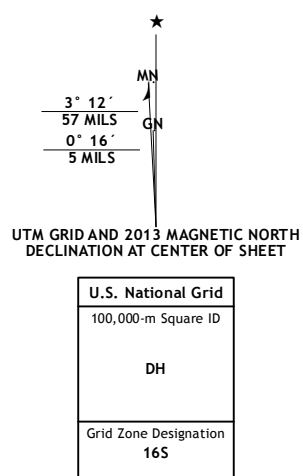 MN
3° 12´
57 MILS
GN
0° 16´
5 MILS
UTM GRID AND 2013 MAGNETIC NORTH
DECLINATION AT CENTER OF SHEET
U.S. National Grid
100,000-m Square ID
DH
Grid Zone Designation
16S